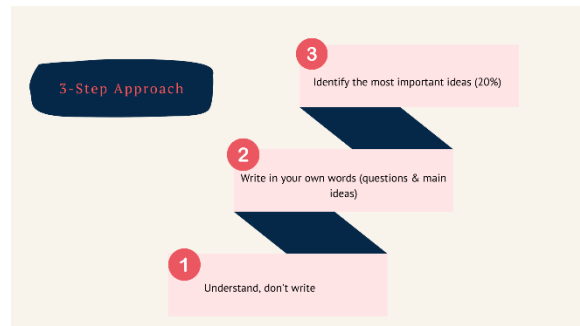 3-Step Approach
3
Identify the most important ideas (20%)
2
Write in your own words (questions & main
ideas)
1
Understand, don't write